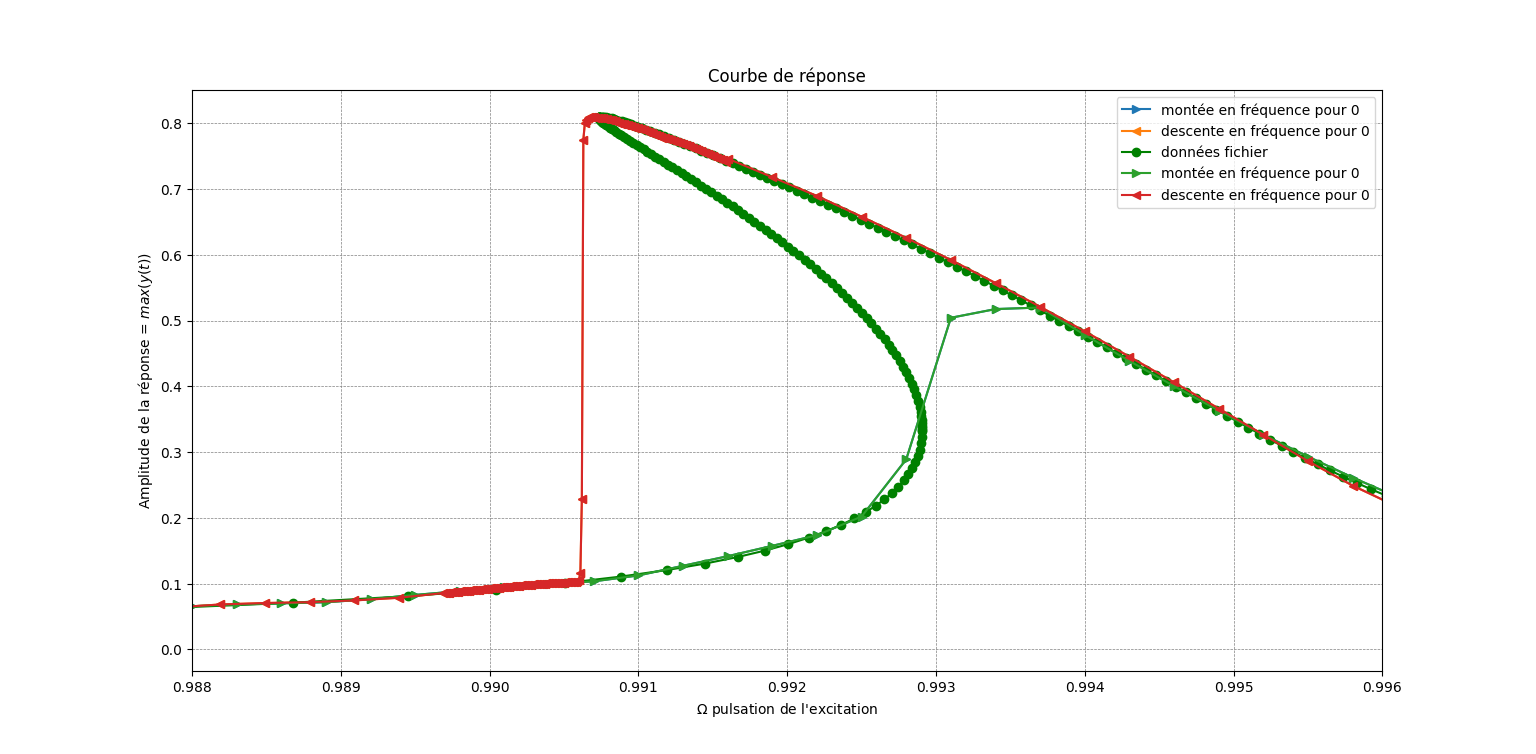 Courbe de réponse
Amplitude de la réponse = max(y(t))
0.8
0.7
0.6
0.5
0.4
0.3
0.2
0.1
0.0
montée en fréquence pour 0
descente en fréquence pour 0
données fichier
montée en fréquence pour 0
descente en fréquence pour 0
0.988 0.989 0.990 0.991 0.992 0.993 0.994 0.995 0.996
Ω pulsation de l'excitation